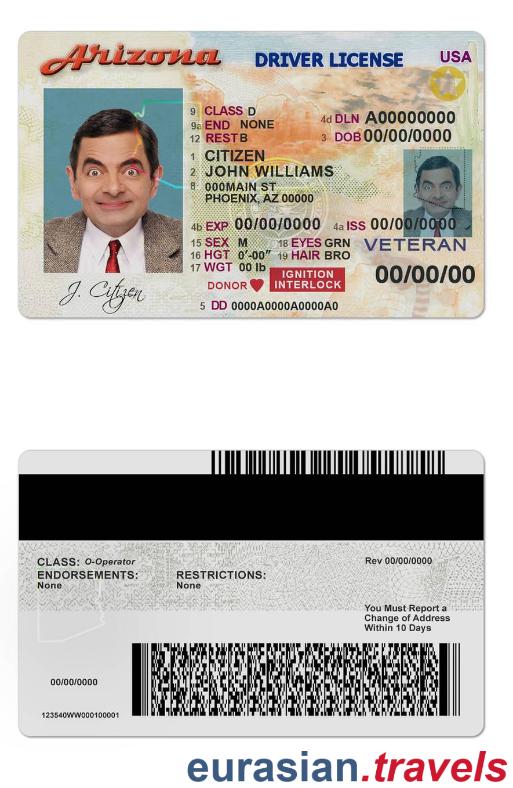 Arizona DRIVER LICENSE USA
9 CLASS D 4d DLN A00000000
9a END NONE 3 DOB 00/00/0000
12 REST B
1 CITIZEN
2 JOHN WILLIAMS
8 000MAIN ST
PHOENIX, AZ 00000
4b EXP 00/00/0000 4a ISS 00/00/0000
15 SEX M 18 EYES GRN VETERAN
16 HGT 0'-00" 19 HAIR BRO
17 WGT 00 lb 00/00/00
DONOR IGNITION
INTERLOCK
J. Citizen
5 DD 0000A0000A0000A0
CLASS: O-Operator Rev 00/00/0000
ENDORSEMENTS: RESTRICTIONS:
None None
You Must Report a
Change of Address
Within 10 Days
00/00/0000
123540WW000100001
eurasian.travels